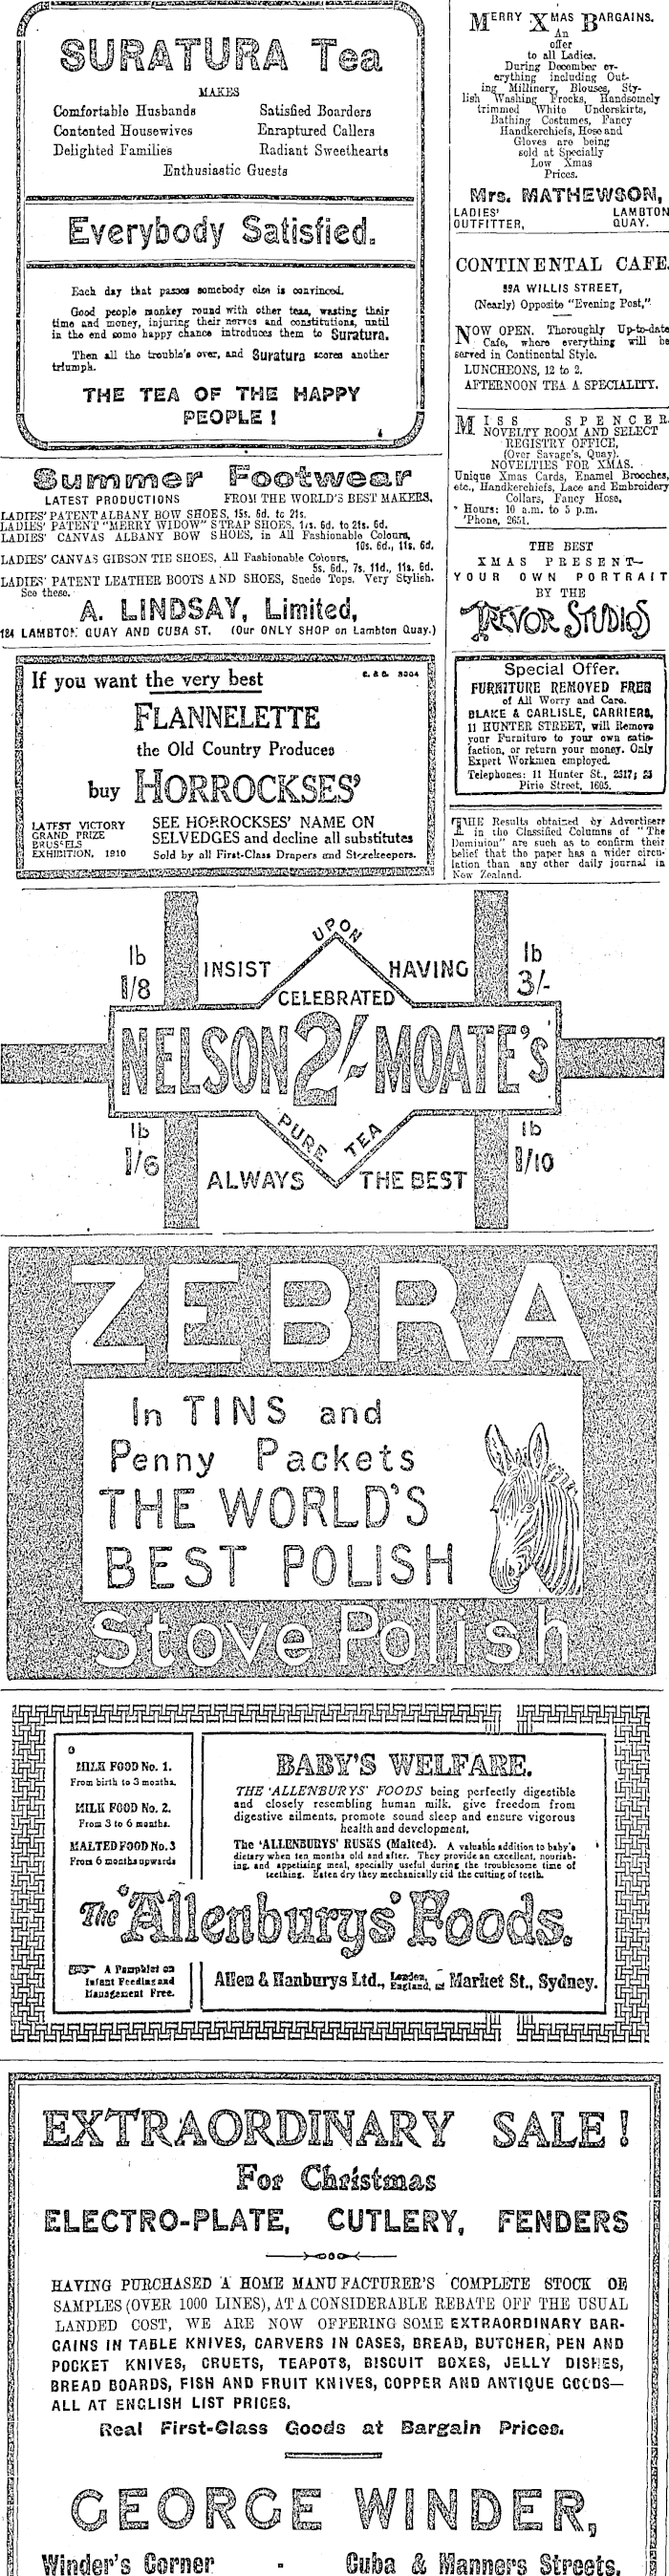 SURATURA Tea
MAKES
Comfortable Husbands Satisfied Boarders
Contented Housewives Enraptured Callers
Delighted Families Radiant Sweethearts
Enthusiastic Guests
Everybody Satisfied.
Each day that passes somebody else is convinced.
Good people monkey round with other teas, wasting their
time and money, injuring their nerves and constitutions, until
in the end some happy chance introduces them to Suratura.
Then all the trouble's over, and Suratura scores another
triumph.
THE TEA OF THE HAPPY
PEOPLE!
Summer Footwear
LATEST PRODUCTIONS FROM THE WORLD'S BEST MAKERS.
LADIES' PATENT ALBANY BOW SHOES, 15s. 6d. to 21s.
LADIES' PATENT "MERRY WIDOW" STRAP SHOES, 6d. to 21s. 6d.
LADIES' CANVAS ALBANY BOW SHOES, in All Fashionable Colours,
10s. 6d., 11s. 6d.
LADIES' CANVAS GIBSON TIE SHOES, All Fashionable Colours,
5s. 6d., 7s. 11d., 11s. 6d.
LADIES' PATENT LEATHER BOOTS AND SHOES, Suede Tops. Very Stylish.
See these.
A. LINDSAY, Limited,
184 LAMBTON QUAY AND CUBA ST. (Our ONLY SHOP on Lambton Quay.)
If you want the very best
FLANNELETTE
the Old Country Produces
buy HORROCKSES'
LATEST VICTORY
GRAND PRIZE
BRUSSELS
EXHIBITION, 1910
SEE HORROCKSES' NAME ON
SELVEDGES and decline all substitutes
Sold by all First-Class Drapers and Storekeepers.
MERRY XMAS BARGAINS.
An
offer
to all Ladies.
During December ev-
erything including Out-
ing Millinery, Blouses, Sty-
lish Washing Frocks, Handsomely
trimmed White Underskirts,
Bathing Costumes, Fancy
Handkerchiefs, Hose and
Gloves are being
sold at Specially
Low Xmas
Prices.
Mrs. MATHEWSON,
LADIES' LAMBTON
OUTFITTER, QUAY.
CONTINENTAL CAFE.
89A WILLIS STREET,
(Nearly) Opposite "Evening Post,".
NOW OPEN. Thoroughly Up-to-date
Cafe, where everything will be
served in Continental Style.
LUNCHEONS, 12 to 2.
AFTERNOON TEA A SPECIALITY.
MISS SPENCER.
NOVELTY ROOM AND SELECT
REGISTRY OFFICE,
(Over Savage's, Quay).
NOVELTIES FOR XMAS.
Unique Xmas Cards, Enamel Brooches,
etc., Handkerchiefs, Lace and Embroidery
Collars, Fancy Hose,
Hours: 10 a.m. to 5 p.m.
'Phone, 2651.
THE BEST
XMAS PRESENT—
YOUR OWN PORTRAIT
BY THE
TREVOR STUDIOS
Special Offer.
FURNITURE REMOVED FREE
of All Worry and Care.
BLAKE & CARLISLE, CARRIERS,
11 HUNTER STREET, will Remove
your Furniture to your own satis-
faction, or return your money. Only
Expert Workmen employed.
Telephones: 11 Hunter St., 2317; 23
Pirie Street, 1605.
THE Results obtained by Advertisers
in the Classified Columns of "The
Dominion" are such as to confirm their
belief that the paper has a wider circu-
lation than any other daily journal in
New Zealand.
lb 1/8
INSIST UPON HAVING
lb 3/-
CELEBRATED
NELSON 2/- MOATE'S
PURE TEA
lb 1/6
ALWAYS THE BEST
lb 1/10
ZEBRA
In TINS and
Penny Packets
THE WORLD'S
BEST POLISH
Stove Polish
MILK FOOD No. 1.
From birth to 3 months.
MILK FOOD No. 2.
From 3 to 6 months.
MALTED FOOD No. 3
From 6 months upwards
BABY'S WELFARE.
THE 'ALLENBURYS' FOODS being perfectly digestible
and closely resembling human milk, give freedom from
digestive ailments, promote sound sleep and ensure vigorous
health and development.
The 'ALLENBURYS' RUSKS (Malted). A valuable addition to baby's
dietary when ten months old and after. They provide an excellent, nourish-
ing, and appetising meal, specially useful during the troublesome time of
teething. Eaten dry they mechanically aid the cutting of teeth.
The 'Allenburys' Foods.
A Pamphlet on
Infant Feeding and
Management Free.
Allen & Hanburys Ltd., London, England, and Market St., Sydney.
EXTRAORDINARY SALE!
For Christmas
ELECTRO-PLATE, CUTLERY, FENDERS
HAVING PURCHASED A HOME MANUFACTURER'S COMPLETE STOCK OF
SAMPLES (OVER 1000 LINES), AT A CONSIDERABLE REBATE OFF THE USUAL
LANDED COST, WE ARE NOW OFFERING SOME EXTRAORDINARY BAR-
GAINS IN TABLE KNIVES, CARVERS IN CASES, BREAD, BUTCHER, PEN AND
POCKET KNIVES, CRUETS, TEAPOTS, BISCUIT BOXES, JELLY DISHES,
BREAD BOARDS, FISH AND FRUIT KNIVES, COPPER AND ANTIQUE GOODS—
ALL AT ENGLISH LIST PRICES.
Real First-Class Goods at Bargain Prices.
GEORGE WINDER,
Winder's Corner - Cuba & Manners Streets.